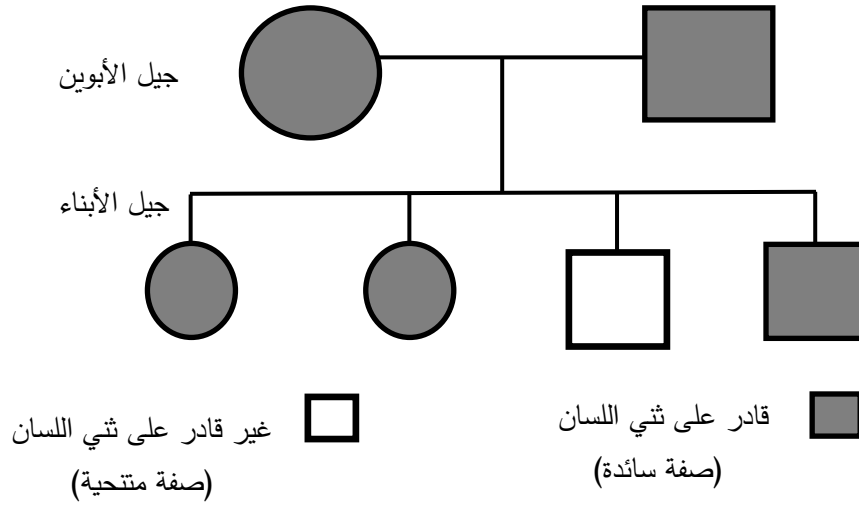 جيل الأبوين
جيل الأبناء
قادر على ثني اللسان
(صفة سائدة)
غير قادر على ثني اللسان
(صفة متنحية)